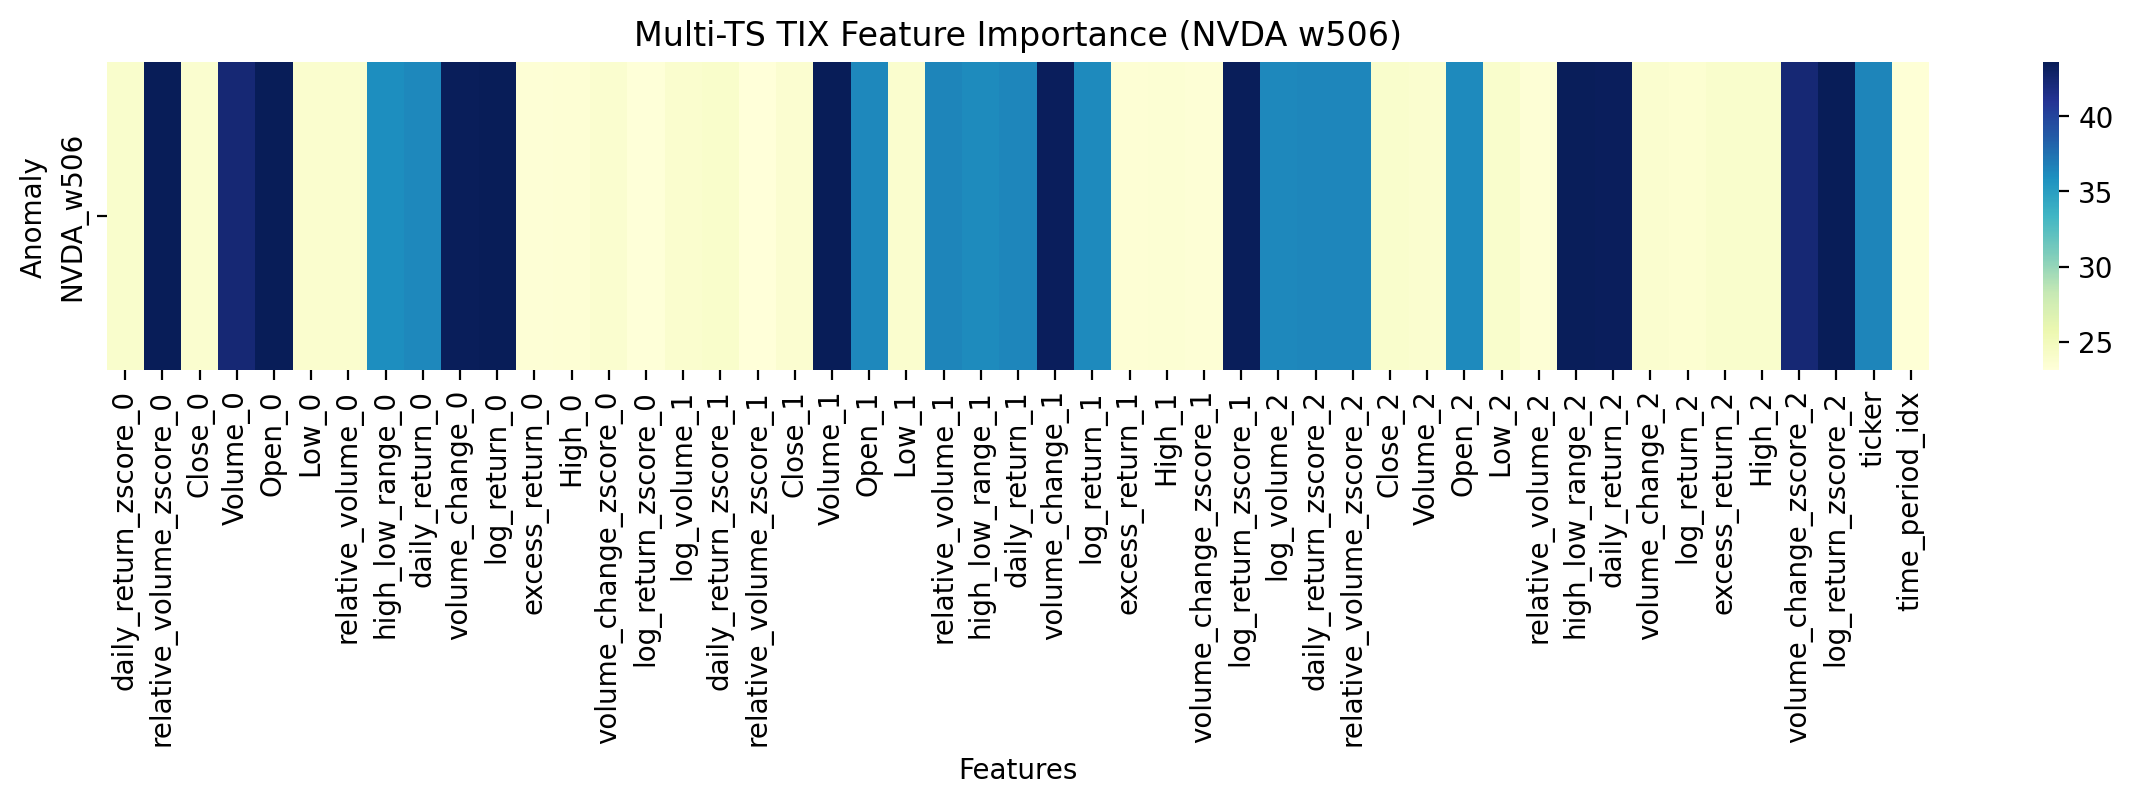 Multi-TS TIX Feature Importance (NVDA w506)
Anomaly
NVDA_w506
40
35
30
25
daily_return_zscore_0
relative_volume_zscore_0
Close_0
Volume_0
Open_0
Low_0
relative_volume_0
high_low_range_0
daily_return_0
volume_change_0
log_return_0
excess_return_0
High_0
volume_change_zscore_0
log_return_zscore_0
log_volume_1
daily_return_zscore_1
relative_volume_zscore_1
Close_1
Volume_1
Open_1
Low_1
relative_volume_1
high_low_range_1
daily_return_1
volume_change_1
log_return_1
excess_return_1
High_1
volume_change_zscore_1
log_return_zscore_1
log_volume_2
daily_return_zscore_2
relative_volume_zscore_2
Close_2
Volume_2
Open_2
Low_2
relative_volume_2
high_low_range_2
daily_return_2
volume_change_2
log_return_2
excess_return_2
High_2
volume_change_zscore_2
log_return_zscore_2
ticker
time_period_idx
Features